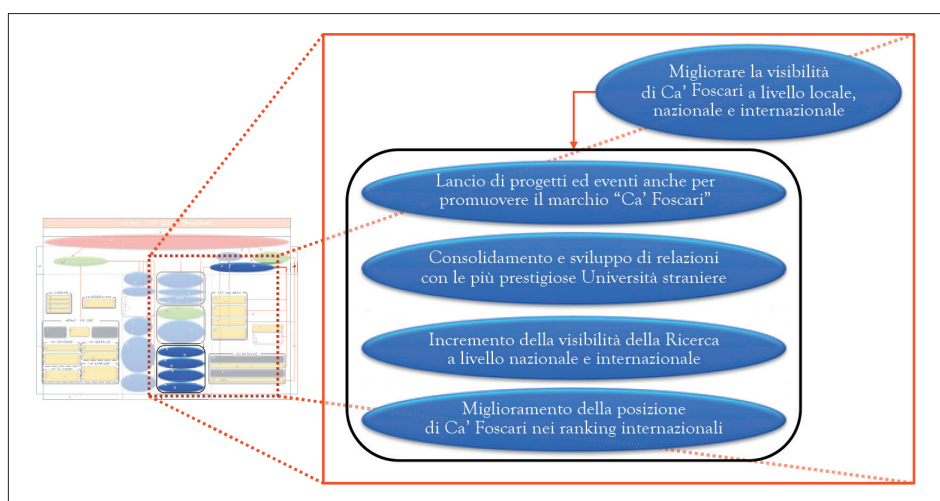 Migliorare la visibilità
di Ca' Foscari a livello locale,
nazionale e internazionale
Lancio di progetti ed eventi anche per
promuovere il marchio “Ca' Foscari”
Consolidamento e sviluppo di relazioni
con le più prestigiose Università straniere
Incremento della visibilità della Ricerca
a livello nazionale e internazionale
Miglioramento della posizione
di Ca' Foscari nei ranking internazionali